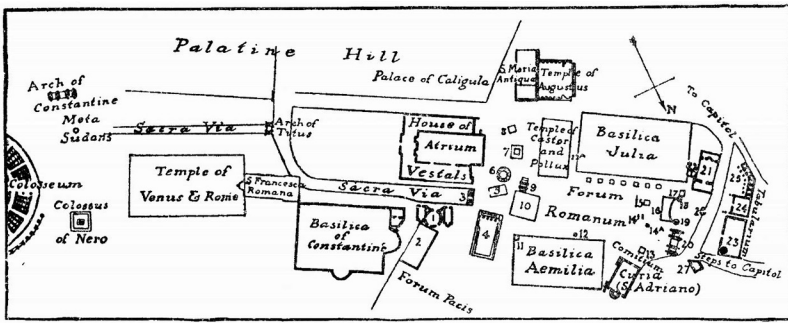 Palatine Hill
Palace of Caligula
Arch of
Constantine
Meta
Sudans
Sacra Via
Arch of
Titus
S. Maria
Antiqua
Temple of
Augustus
House of
Atrium
Vestals
8
7
6
5
9
10
Temple
of Castor
and
Pollux
Basilica
Julia
N
To Capitol
Tabularium
21
25
24
23
Colosseum
Temple of
Venus & Rome
S. Francesca
Romana
Sacra Via
3
Colossus
of Nero
Basilica
of Constantine
1
2
4
Forum
Romanum
15
16
17
18
19
14
14A
20
11
12
13
Basilica
Aemilia
Comitium
Curia
(S. Adriano)
27
Steps to Capitol
Forum Pacis